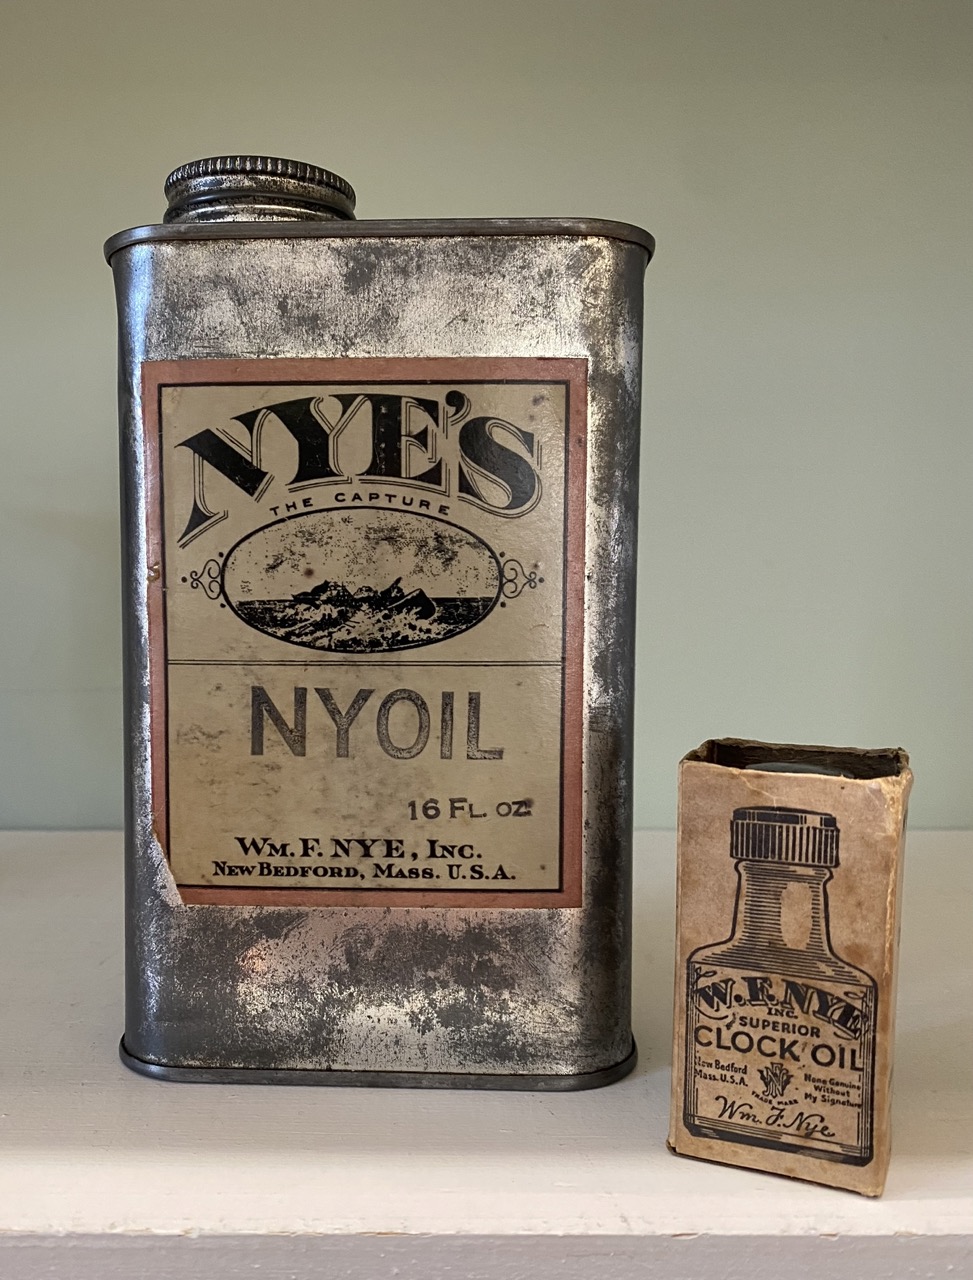 NYE'S
THE CAPTURE
NYOIL
16 FL. OZ.
WM. F. NYE, INC.
NEW BEDFORD, MASS. U.S.A.
W. F. NYE
INC.
SUPERIOR
CLOCK OIL
New Bedford
Mass. U.S.A.
None Genuine
Without
My Signature
TRADE MARK
Wm. F. Nye